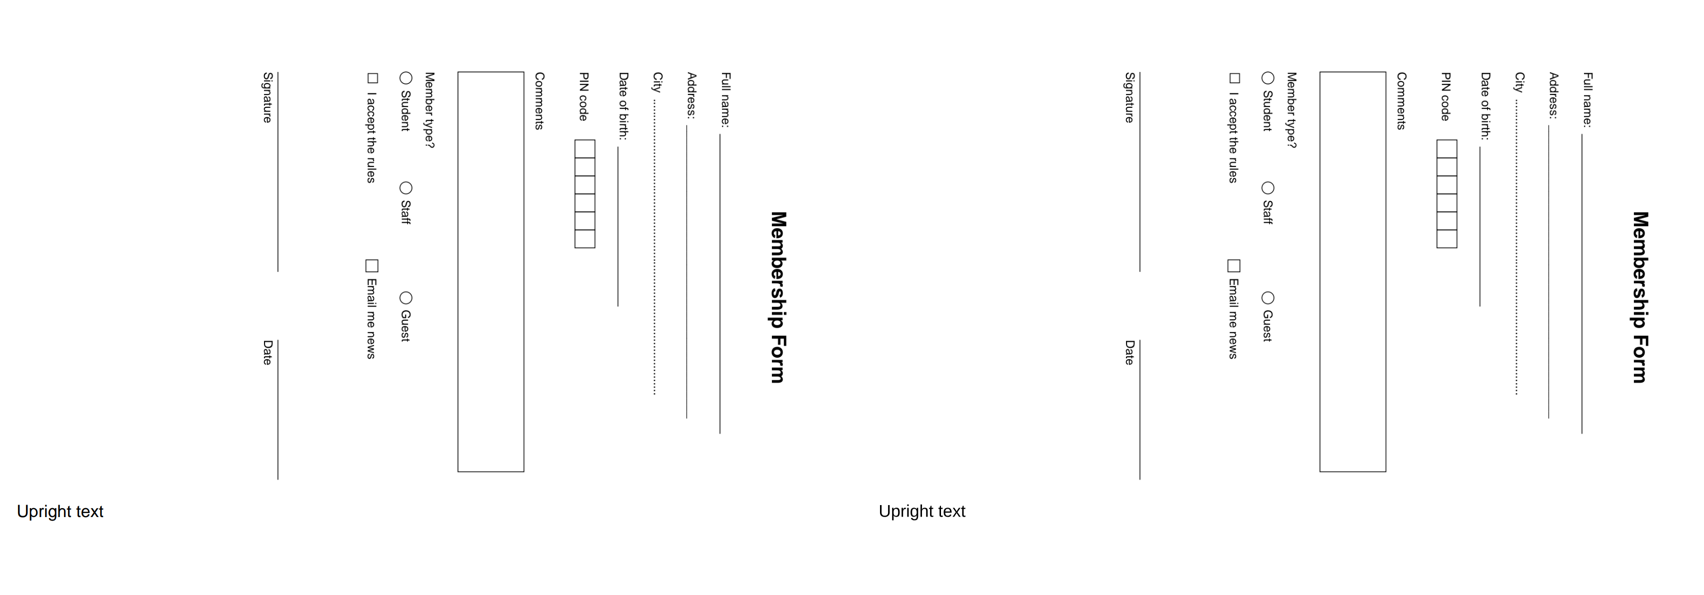 Membership Form
Full name:
Address:
City
Date of birth:
PIN code
Comments
Member type?
Student Staff Guest
I accept the rules Email me news
Signature Date
Upright text
Membership Form
Full name:
Address:
City
Date of birth:
PIN code
Comments
Member type?
Student Staff Guest
I accept the rules Email me news
Signature Date
Upright text